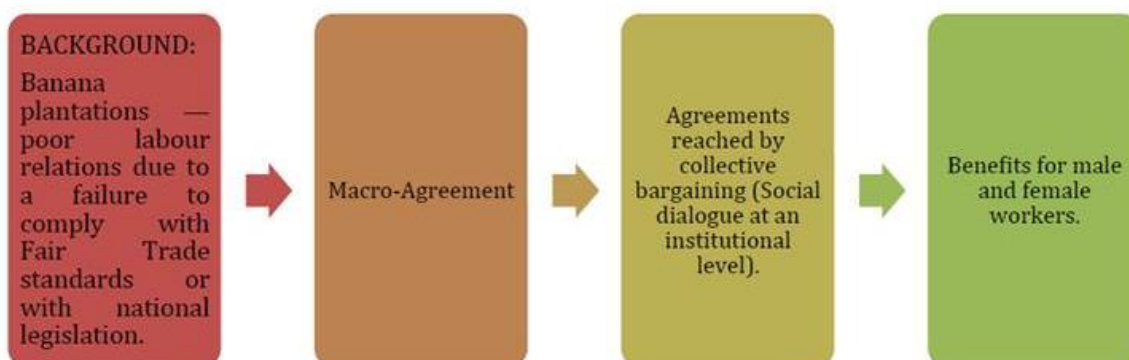 BACKGROUND:
Banana
plantations —
poor labour
relations due to
a failure to
comply with
Fair Trade
standards or
with national
legislation.
Macro-Agreement
Agreements
reached by
collective
bargaining (Social
dialogue at an
institutional
level).
Benefits for male
and female
workers.